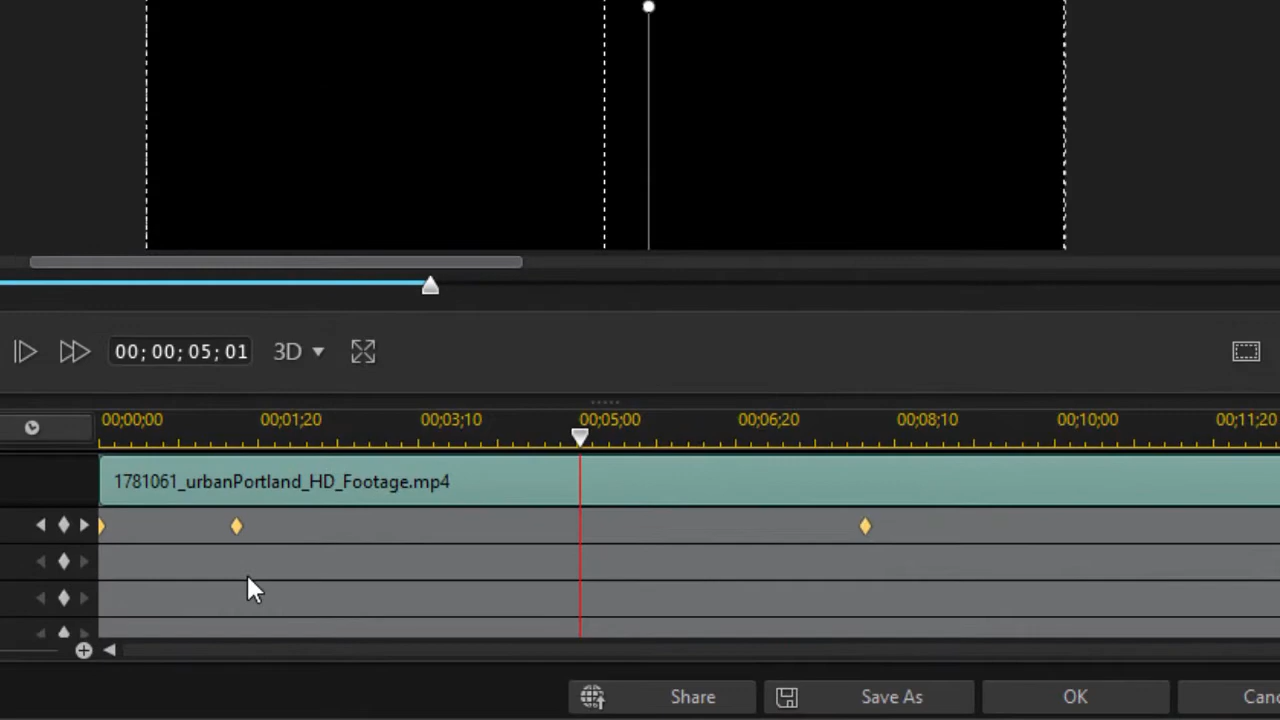 00;00;05;01 3D
00;00;00 00;01;20 00;03;10 00;05;00 00;06;20 00;08;10 00;10;00 00;11;20
1781061_urbanPortland_HD_Footage.mp4
Share Save As OK Canc